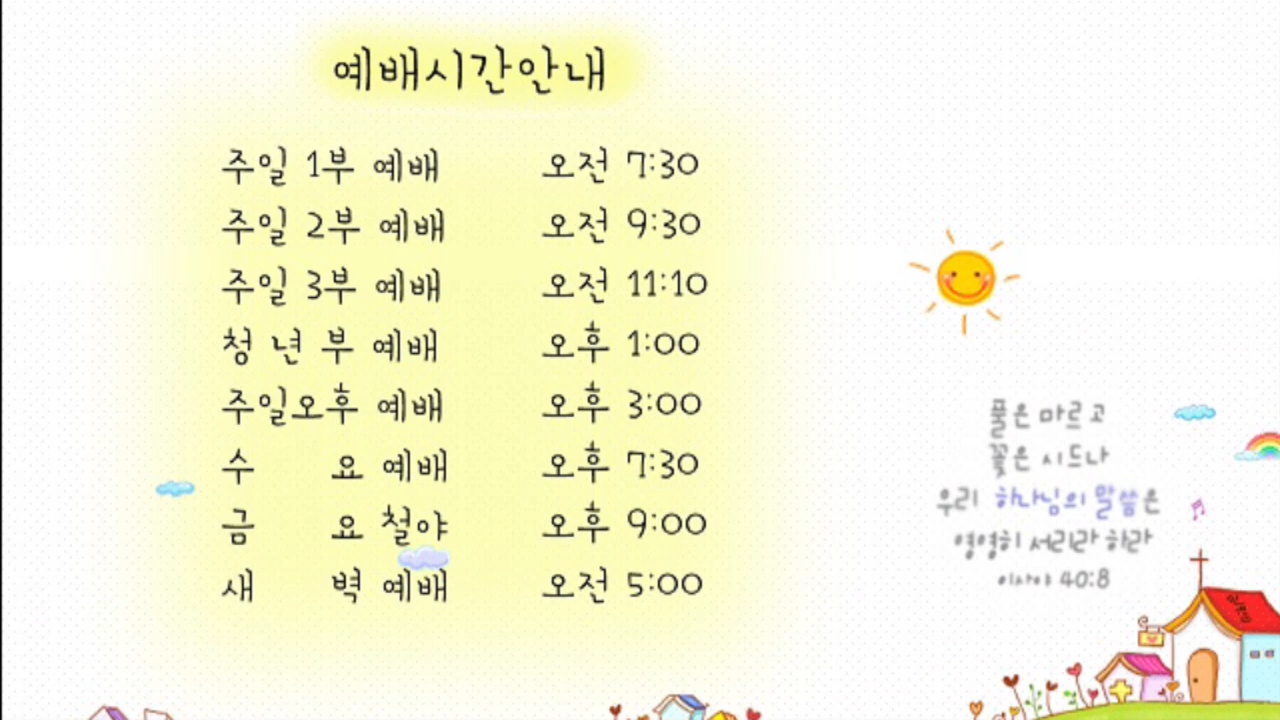 예배시간안내
주일 1부 예배 오전 7:30
주일 2부 예배 오전 9:30
주일 3부 예배 오전 11:10
청 년 부 예배 오후 1:00
주일오후 예배 오후 3:00
수 요 예배 오후 7:30
금 요 철야 오후 9:00
새 벽 예배 오전 5:00
풀은 마르고
꽃은 시드나
우리 하나님의 말씀은
영영히 서리라 하라
이사야 40:8